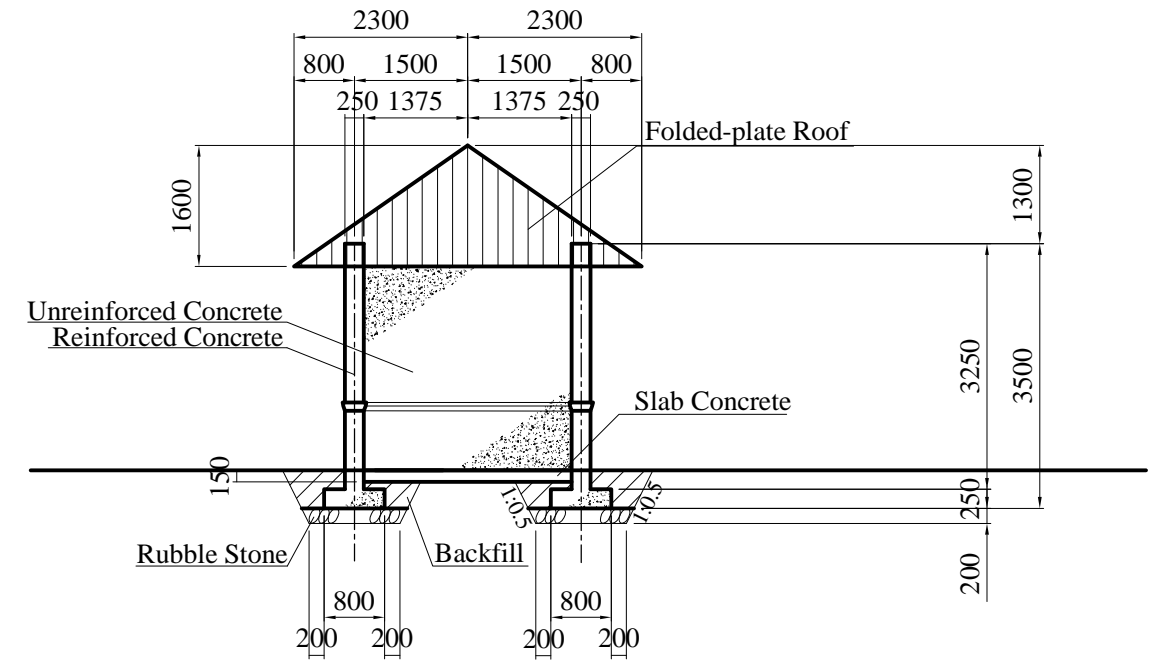 2300 2300
800 1500 1500 800
250 1375 1375 250
Folded-plate Roof
1600
1300
Unreinforced Concrete
Reinforced Concrete
3250
3500
Slab Concrete
150
1:0.5
1:0.5
250
Rubble Stone
Backfill
200
800
800
200 200
200 200